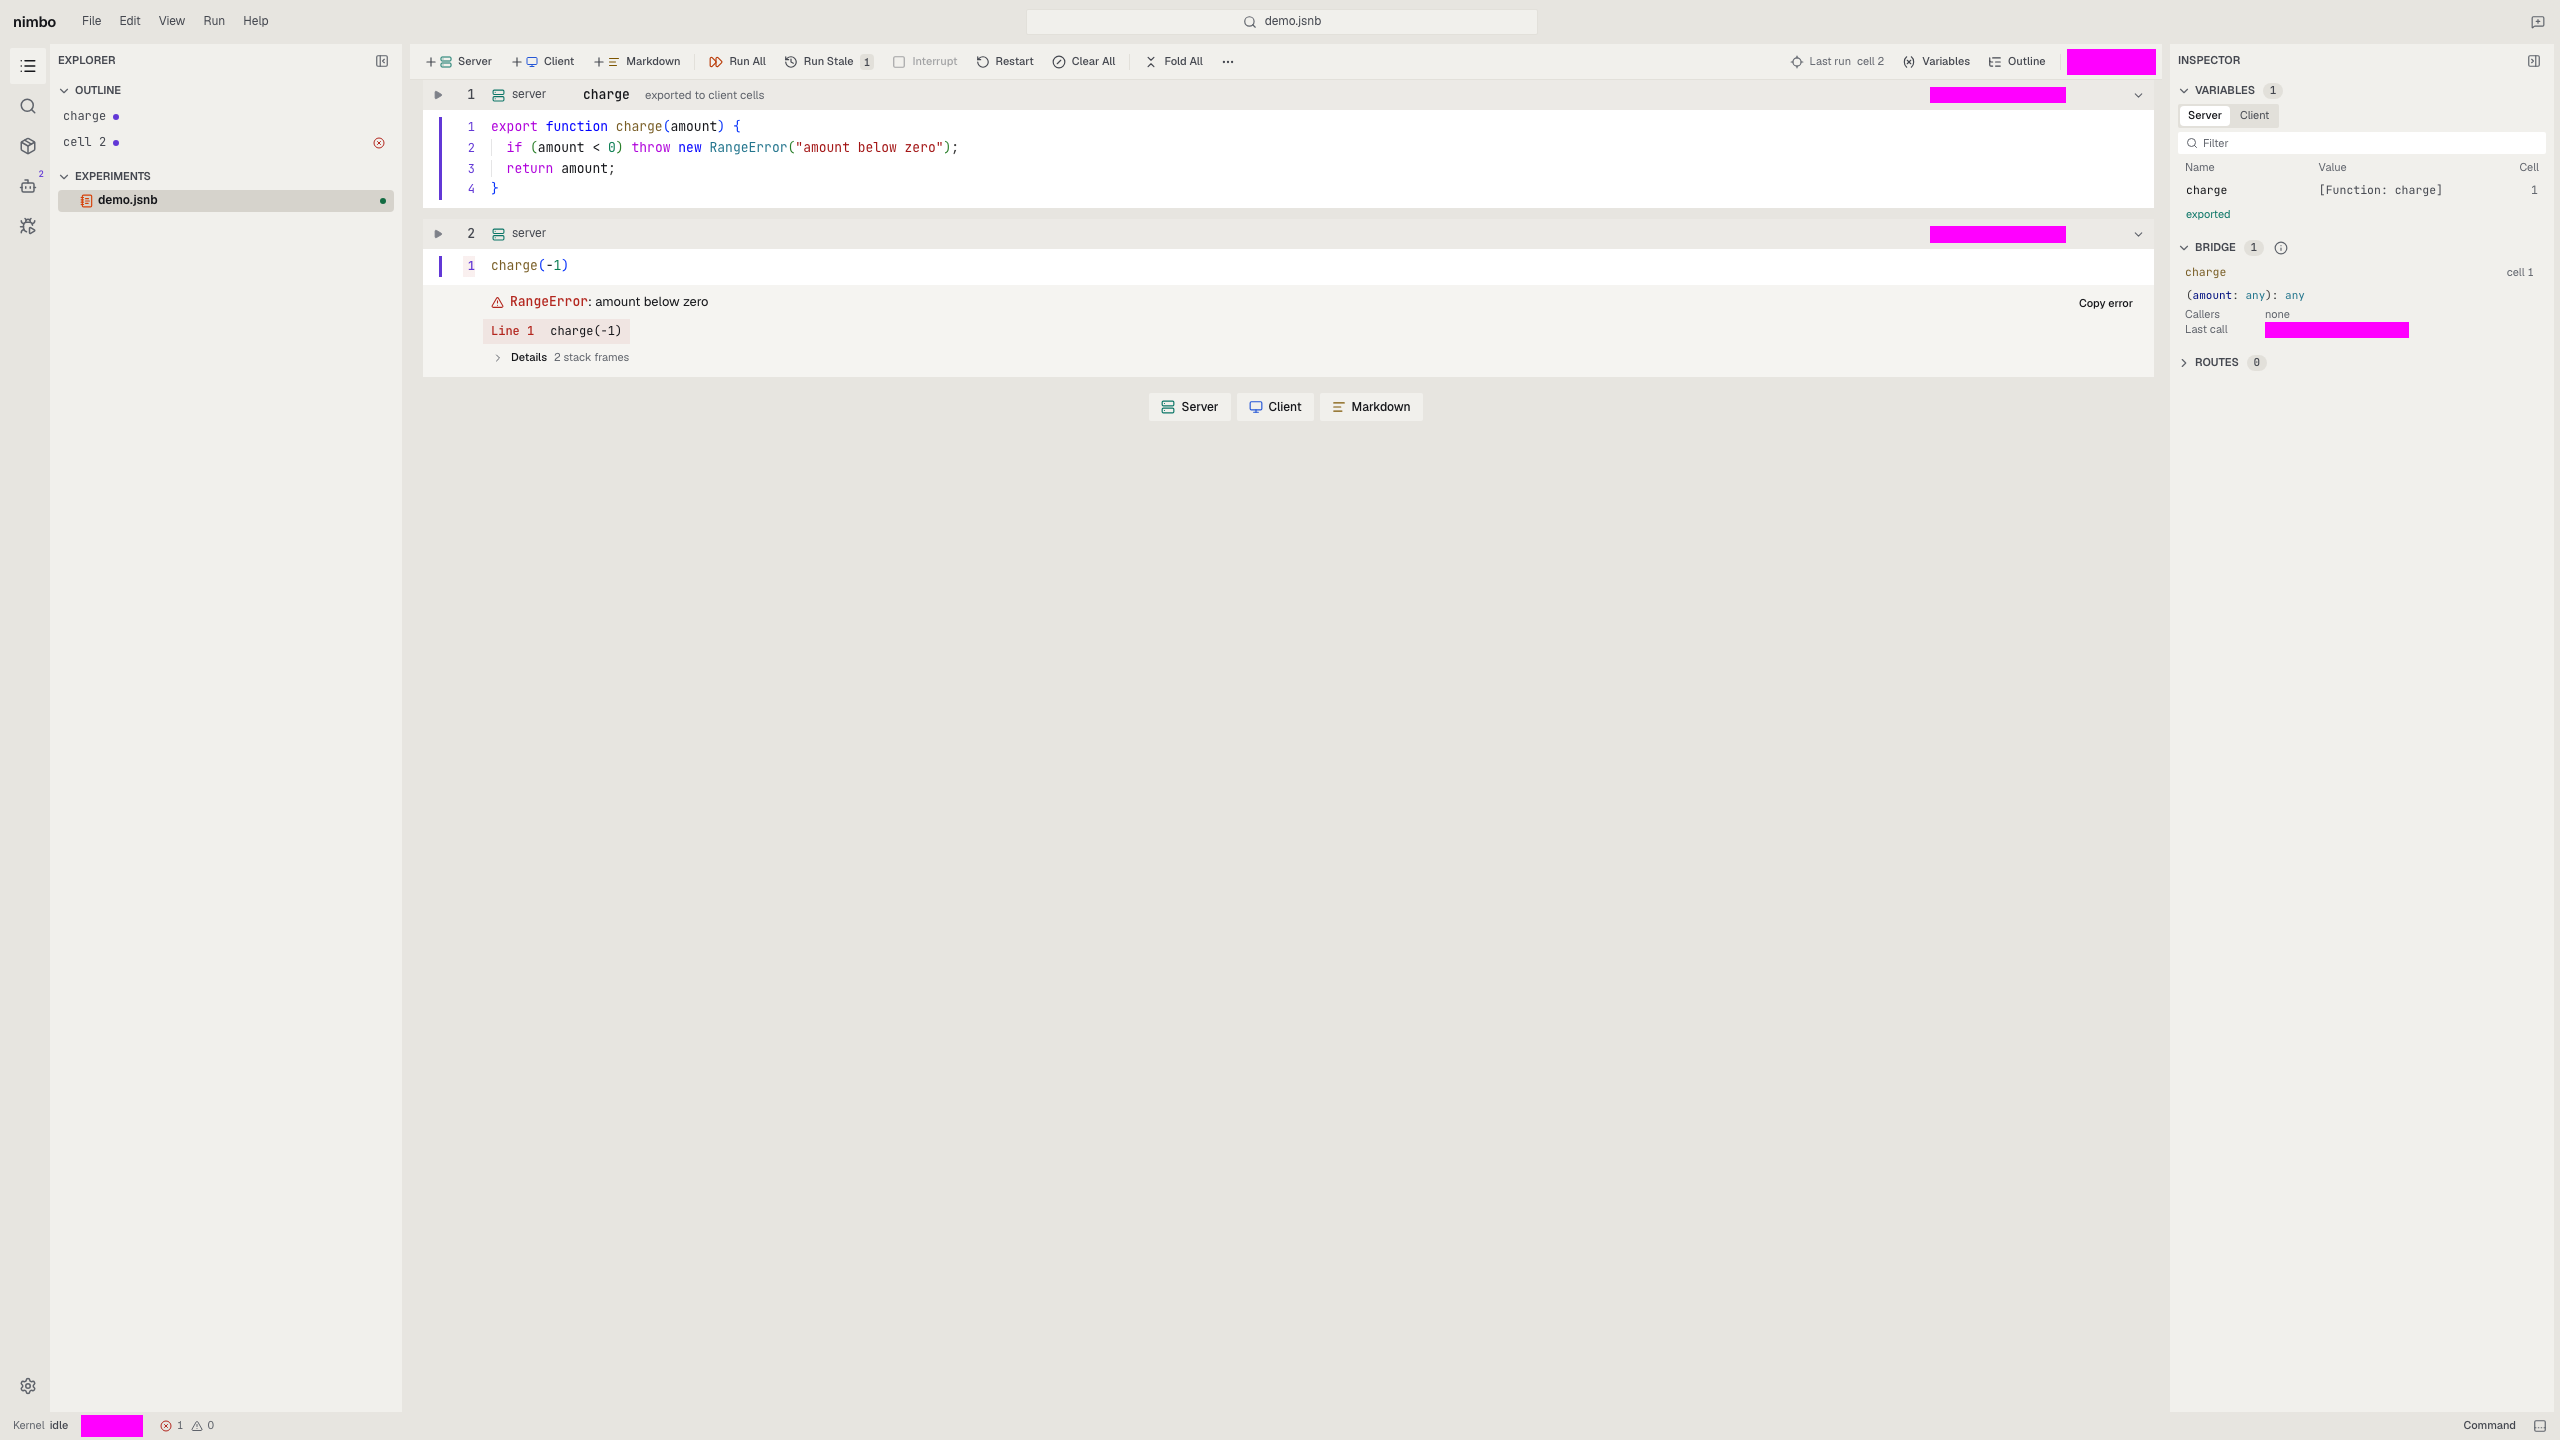 nimbo File Edit View Run Help
demo.jsnb
EXPLORER
OUTLINE
charge
cell 2
2
EXPERIMENTS
demo.jsnb
Server Client Markdown Run All Run Stale 1 Interrupt Restart Clear All Fold All ...
Last run cell 2 Variables Outline
1 server charge exported to client cells
1 export function charge(amount) {
2 if (amount < 0) throw new RangeError("amount below zero");
3 return amount;
4 }
2 server
1 charge(-1)
RangeError: amount below zero
Copy error
Line 1 charge(-1)
Details 2 stack frames
Server Client Markdown
INSPECTOR
VARIABLES 1
Server Client
Filter
Name Value Cell
charge [Function: charge] 1
exported
BRIDGE 1
charge cell 1
(amount: any): any
Callers none
Last call
ROUTES 0
Kernel idle 1 0
Command